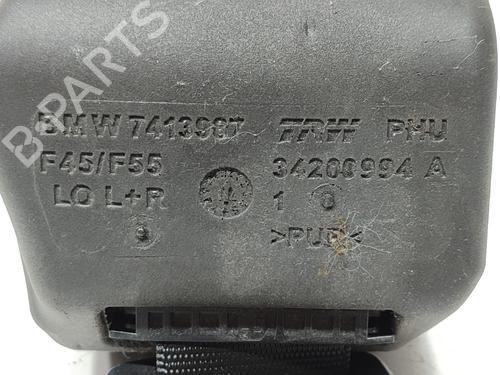 B-PARTS
BMW 7413987 TRW PHU
F45/F55 34200994 A
LO L+R 1 0
>PUR<